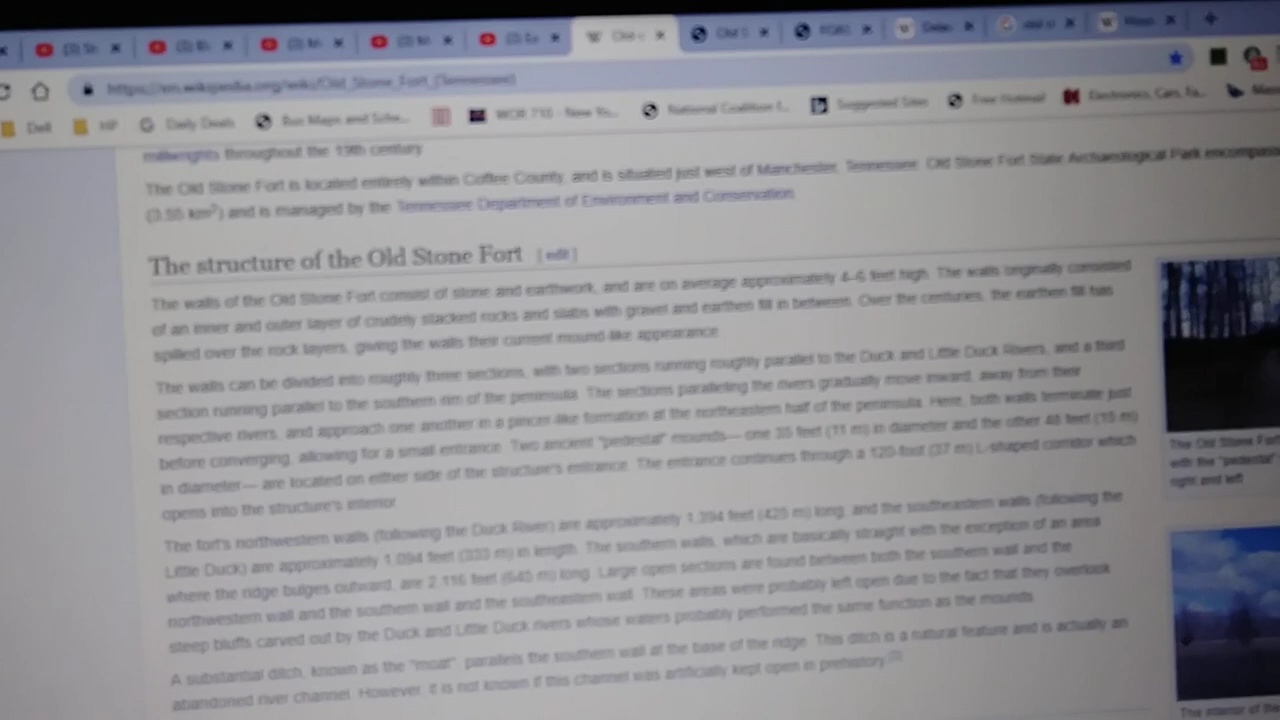 https://en.wikipedia.org/wiki/Old_Stone_Fort_(Tennessee)
Dell HP Daily Deals National Coalition Suggested Sites Free Hotmail Electronics, Cars, Fa...
millwrights throughout the 19th century
The Old Stone Fort is located entirely within Coffee County, and is situated just west of Manchester, Tennessee. Old Stone Fort State Archaeological Park
(3.55 km²) and is managed by the Tennessee Department of Environment and Conservation.
The structure of the Old Stone Fort [ edit ]
The walls of the Old Stone Fort consist of stone and earthwork, and are on average approximately 4–6 feet high. The walls originally consisted
of an inner and outer layer of crudely stacked rocks and slabs with gravel and earthen fill in between. Over the centuries, the earthen fill has
spilled over the rock layers, giving the walls their current mound-like appearance.
The walls can be divided into roughly three sections, with two sections running roughly parallel to the Duck and Little Duck Rivers, and a third
section running parallel to the southern rim of the peninsula. The sections paralleling the rivers gradually move inward, away from their
respective rivers, and approach one another in a pincer-like formation at the northeastern half of the peninsula. Here, both walls terminate just
before converging, allowing for a small entrance. Two ancient "pedestal" mounds— one 35 feet (11 m) in diameter and the other 48 feet (15 m)
in diameter— are located on either side of the structure's entrance. The entrance continues through a 120-foot (37 m) L-shaped corridor which
opens into the structure's interior.
The fort's northwestern walls (following the Duck River) are approximately 1,394 feet (425 m) long, and the southeastern walls (following the
Little Duck) are approximately 1,094 feet (333 m) in length. The southern walls, which are basically straight with the exception of an area
where the ridge bulges outward, are 2,116 feet (645 m) long. Large open sections are found between both the southern wall and the
northwestern wall and the southern wall and the southeastern wall. These areas were probably left open due to the fact that they overlook
steep bluffs carved out by the Duck and Little Duck rivers whose waters probably performed the same function as the mounds.
A substantial ditch, known as the "moat", parallels the southern wall at the base of the ridge. This ditch is a natural feature and is actually an
abandoned river channel. However, it is not known if this channel was artificially kept open in prehistory.
The Old Stone Fort
with the "pedestal"
right and left
The interior of the